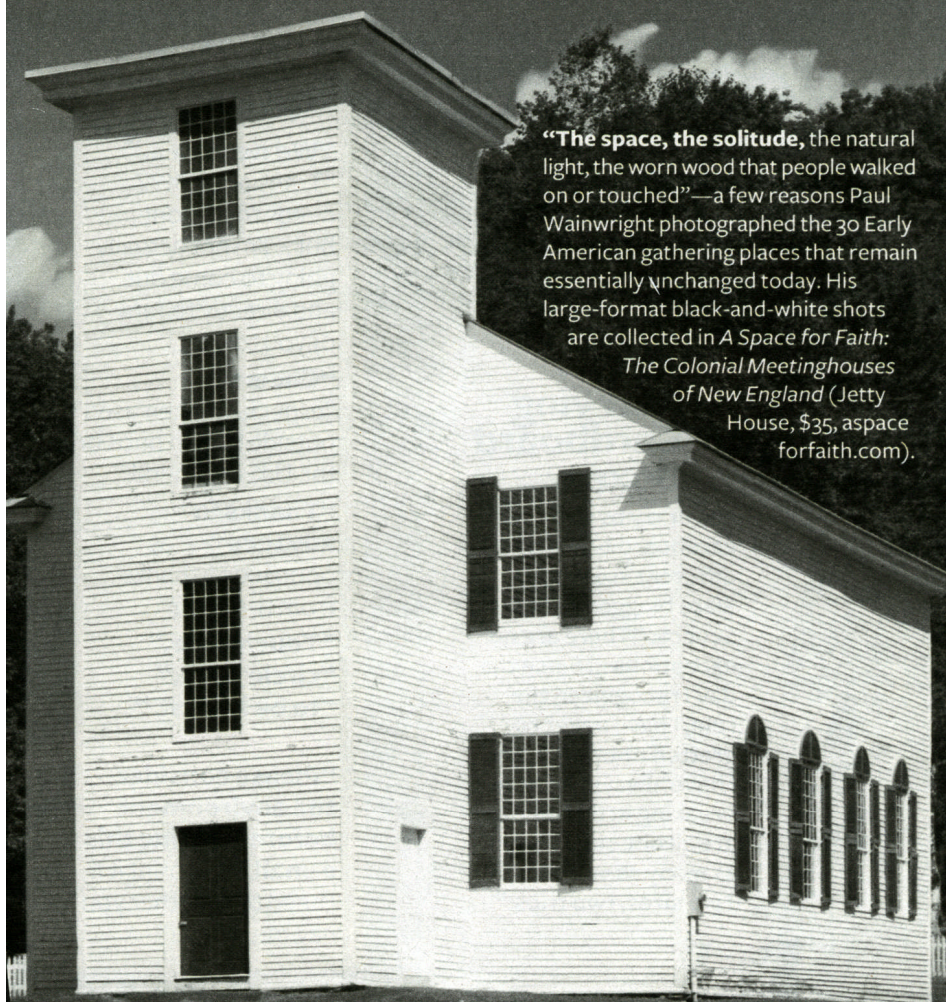 “The space, the solitude, the natural
light, the worn wood that people walked
on or touched”—a few reasons Paul
Wainwright photographed the 30 Early
American gathering places that remain
essentially unchanged today. His
large-format black-and-white shots
are collected in A Space for Faith:
The Colonial Meetinghouses
of New England (Jetty
House, $35, aspace
forfaith.com).